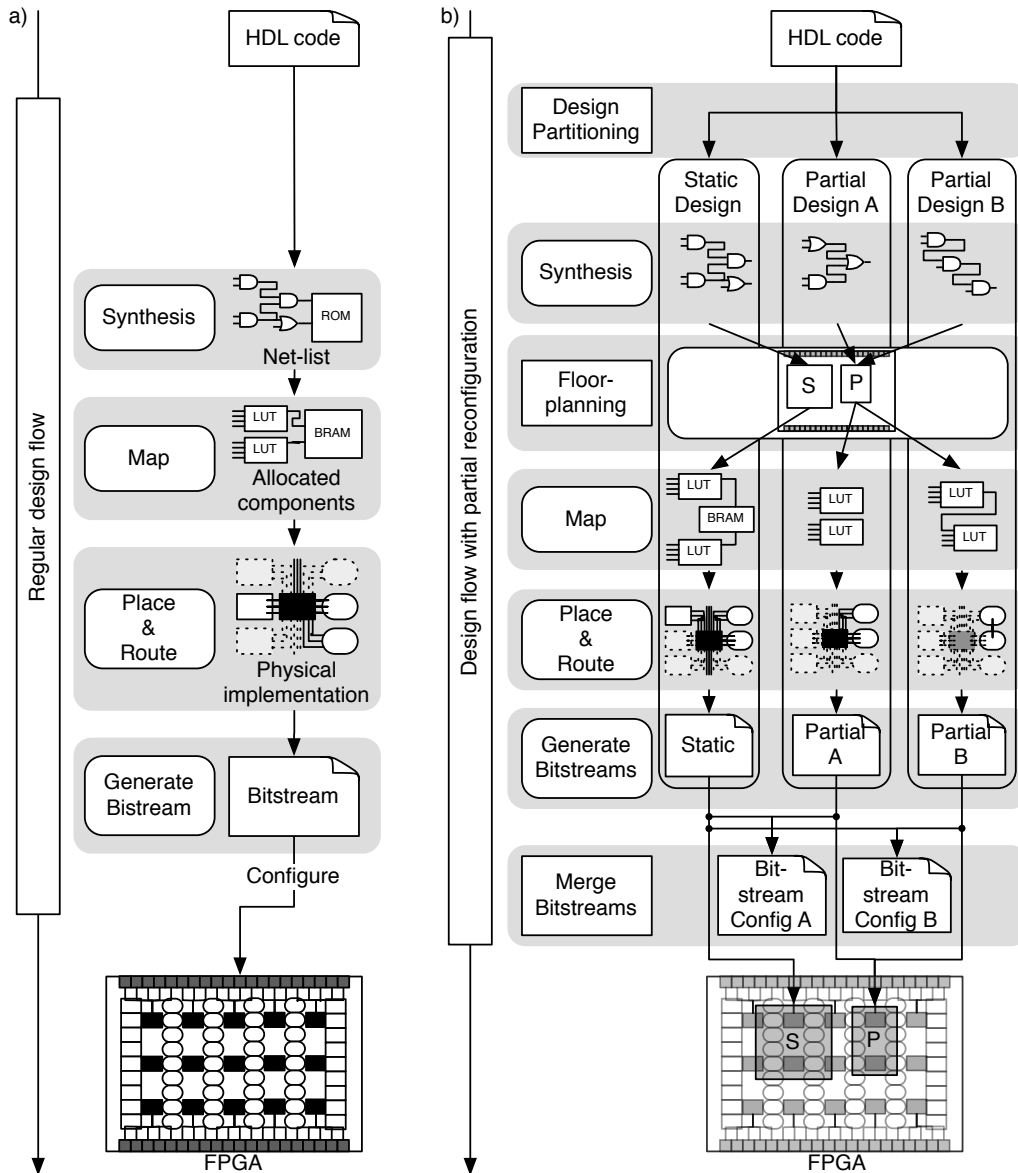 a)
HDL code
Regular design flow
Synthesis
ROM
Net-list
Map
LUT
LUT
BRAM
Allocated
components
Place
&
Route
Physical
implementation
Generate
Bistream
Bitstream
Configure
FPGA
b)
HDL code
Design flow with partial reconfiguration
Design
Partitioning
Static
Design
Partial
Design A
Partial
Design B
Synthesis
Floor-
planning
S
P
Map
LUT
BRAM
LUT
LUT
LUT
LUT
LUT
Place
&
Route
Generate
Bitstreams
Static
Partial
A
Partial
B
Merge
Bitstreams
Bit-
stream
Config A
Bit-
stream
Config B
S
P
FPGA